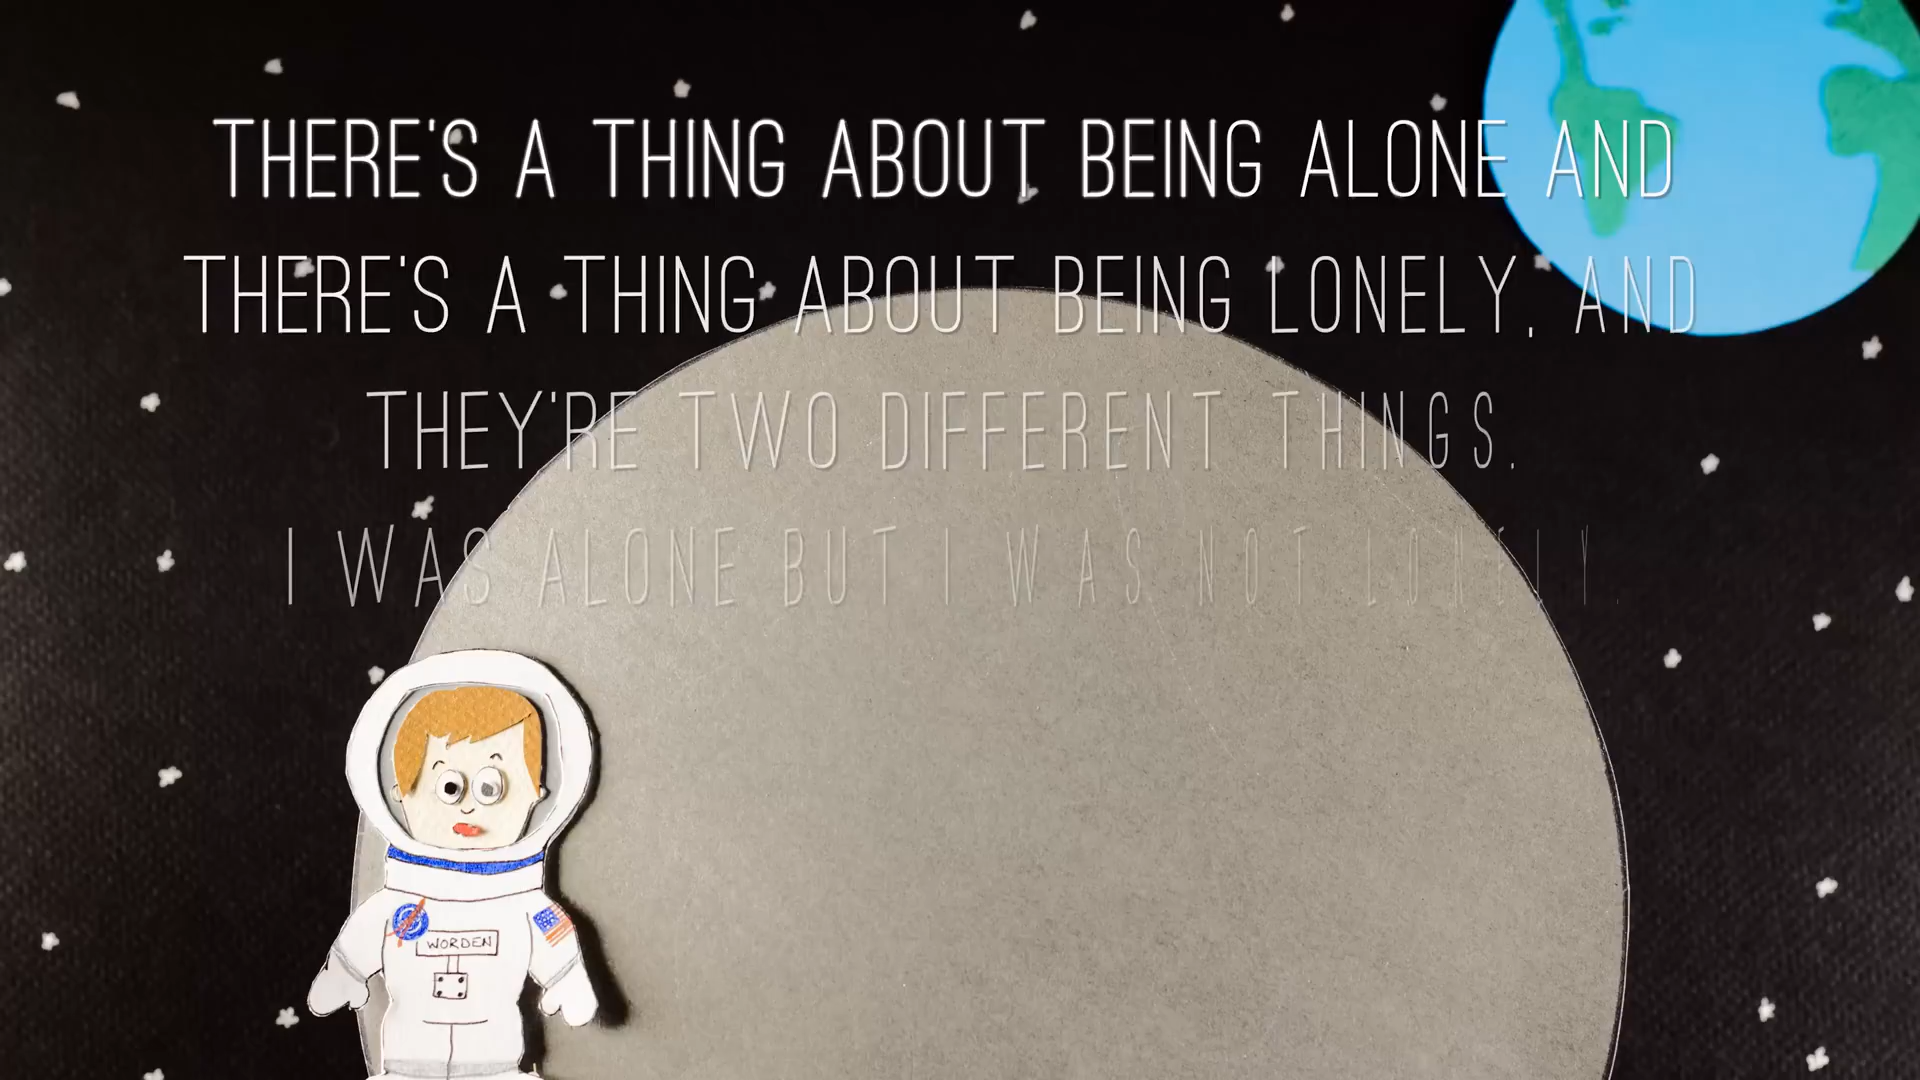 THERE'S A THING ABOUT BEING ALONE AND
THERE'S A THING ABOUT BEING LONELY, AND
THEY'RE TWO DIFFERENT THINGS.
I WAS ALONE BUT I WAS NOT LONELY.
WORDEN